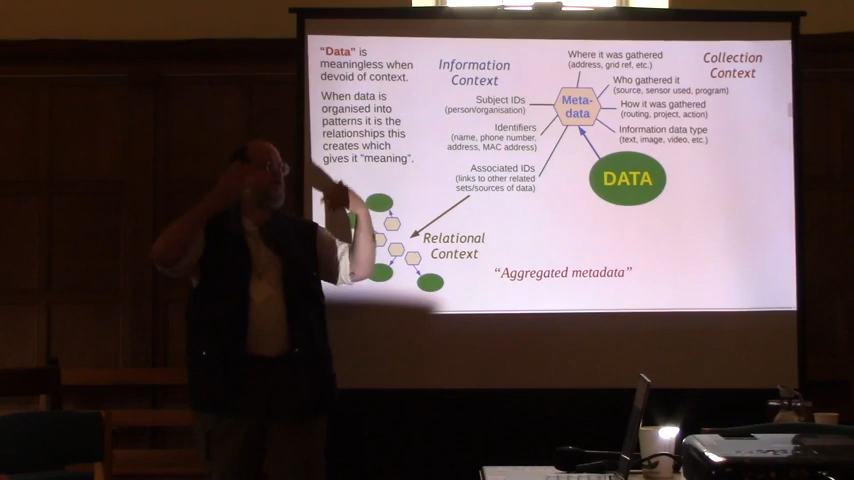 “Data” is
meaningless when
devoid of context.
When data is
organised into
patterns it is the
relationships this
creates which
gives it ”meaning”.
Information
Context
Subject IDs
(person/organisation)
Identifiers
(name, phone number,
address, MAC address)
Associated IDs
(links to other related
sets/sources of data)
Meta-
data
Where it was gathered
(address, grid ref, etc.)
Who gathered it
(source, sensor used, program)
How it was gathered
(routing, project, action)
Information data type
(text, image, video, etc.)
Collection
Context
DATA
Relational
Context
“Aggregated metadata”